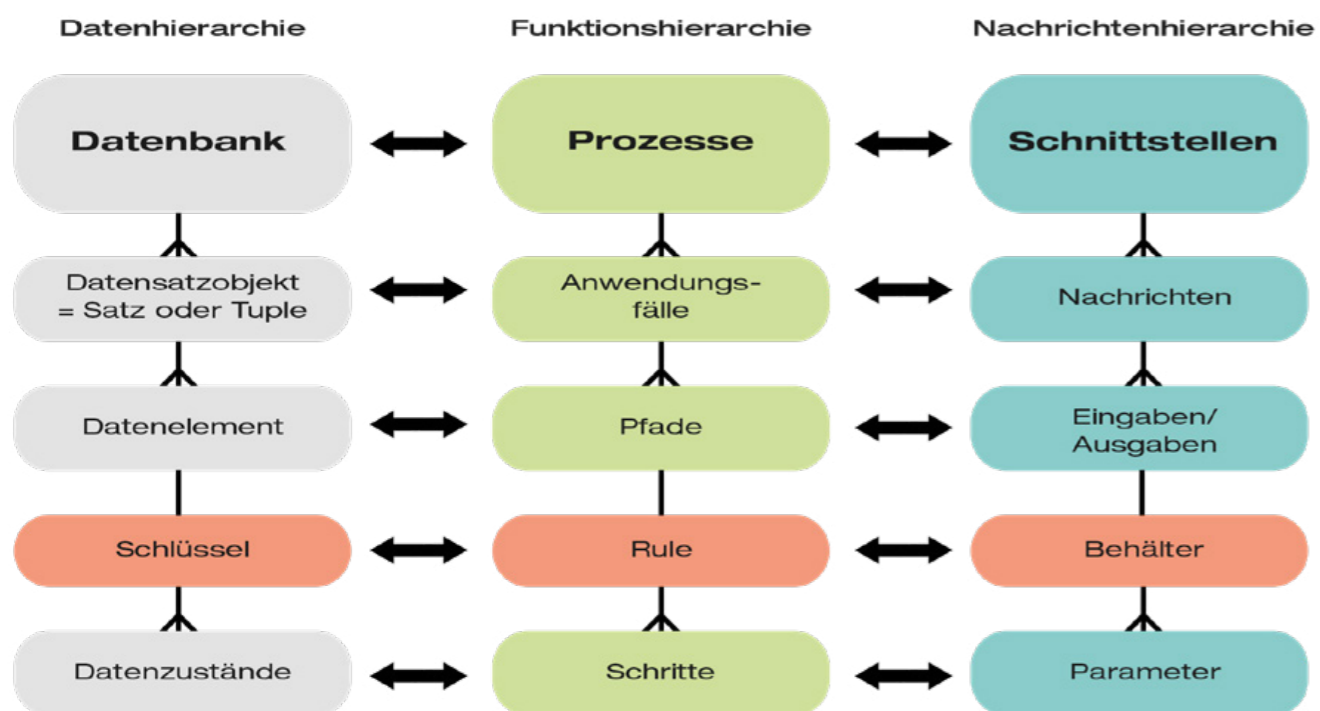 Datenhierarchie
Funktionshierarchie
Nachrichtenhierarchie
Datenbank
Prozesse
Schnittstellen
Datensatzobjekt
= Satz oder Tuple
Anwendungs-
fälle
Nachrichten
Datenelement
Pfade
Eingaben/
Ausgaben
Schlüssel
Rule
Behälter
Datenzustände
Schritte
Parameter